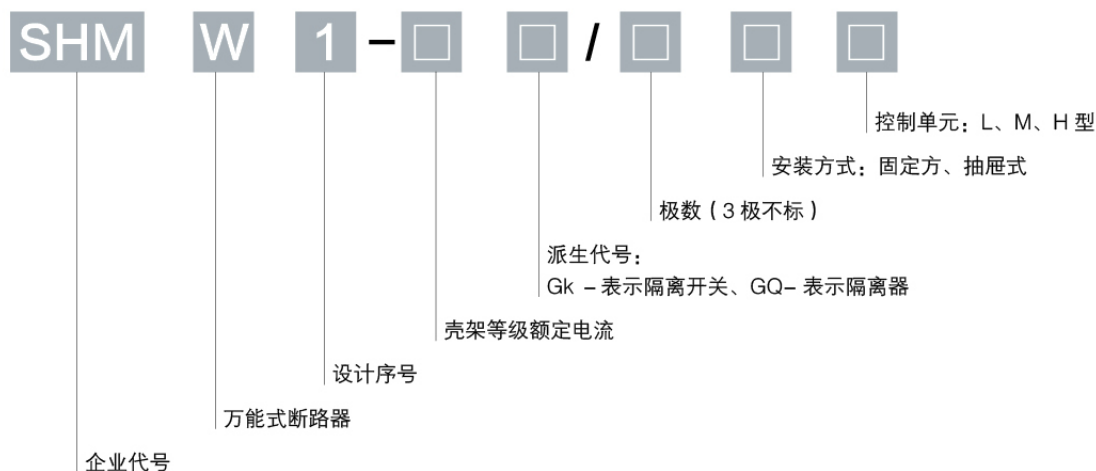 SHM W 1 – □ □ / □ □ □
控制单元：L、M、H 型
安装方式：固定方、抽屉式
极数（3 极不标）
派生代号：
Gk – 表示隔离开关、GQ– 表示隔离器
壳架等级额定电流
设计序号
万能式断路器
企业代号